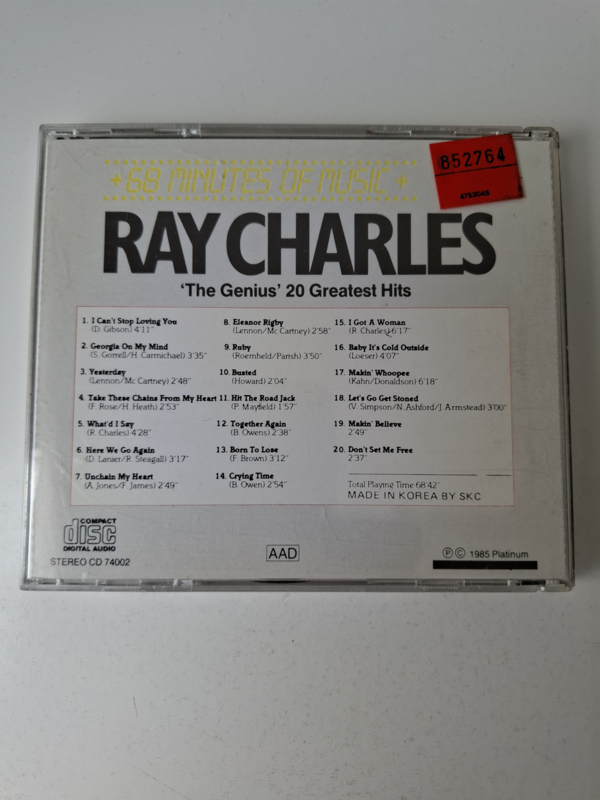 852764
4753048
+68 MINUTES OF MUSIC+
RAY CHARLES
'The Genius' 20 Greatest Hits
1. I Can't Stop Loving You
(D. Gibson) 4'11"
2. Georgia On My Mind
(S. Gorrell/H. Carmichael) 3'35"
3. Yesterday
(Lennon/Mc Cartney) 2'48"
4. Take These Chains From My Heart
(F. Rose/H. Heath) 2'53"
5. What'd I Say
(R. Charles) 4'28"
6. Here We Go Again
(D. Lanier/R. Steagall) 3'17"
7. Unchain My Heart
(A. Jones/F. James) 2'49"
8. Eleanor Rigby
(Lennon/Mc Cartney) 2'58"
9. Ruby
(Roemheld/Parish) 3'50"
10. Busted
(Howard) 2'04"
11. Hit The Road Jack
(P. Mayfield) 1'57"
12. Together Again
(B. Owens) 2'38"
13. Born To Lose
(F. Brown) 3'12"
14. Crying Time
(B. Owen) 2'54"
15. I Got A Woman
(R. Charles) 6'17"
16. Baby It's Cold Outside
(Loeser) 4'07"
17. Makin' Whoopee
(Kahn/Donaldson) 6'18"
18. Let's Go Get Stoned
(V. Simpson/N. Ashford/J. Armstead) 3'00"
19. Makin' Believe
2'49"
20. Don't Set Me Free
2'37"
Total Playing Time 68'42"
MADE IN KOREA BY SKC
COMPACT
disc
DIGITAL AUDIO
STEREO CD 74002
AAD
Ⓟ © 1985 Platinum